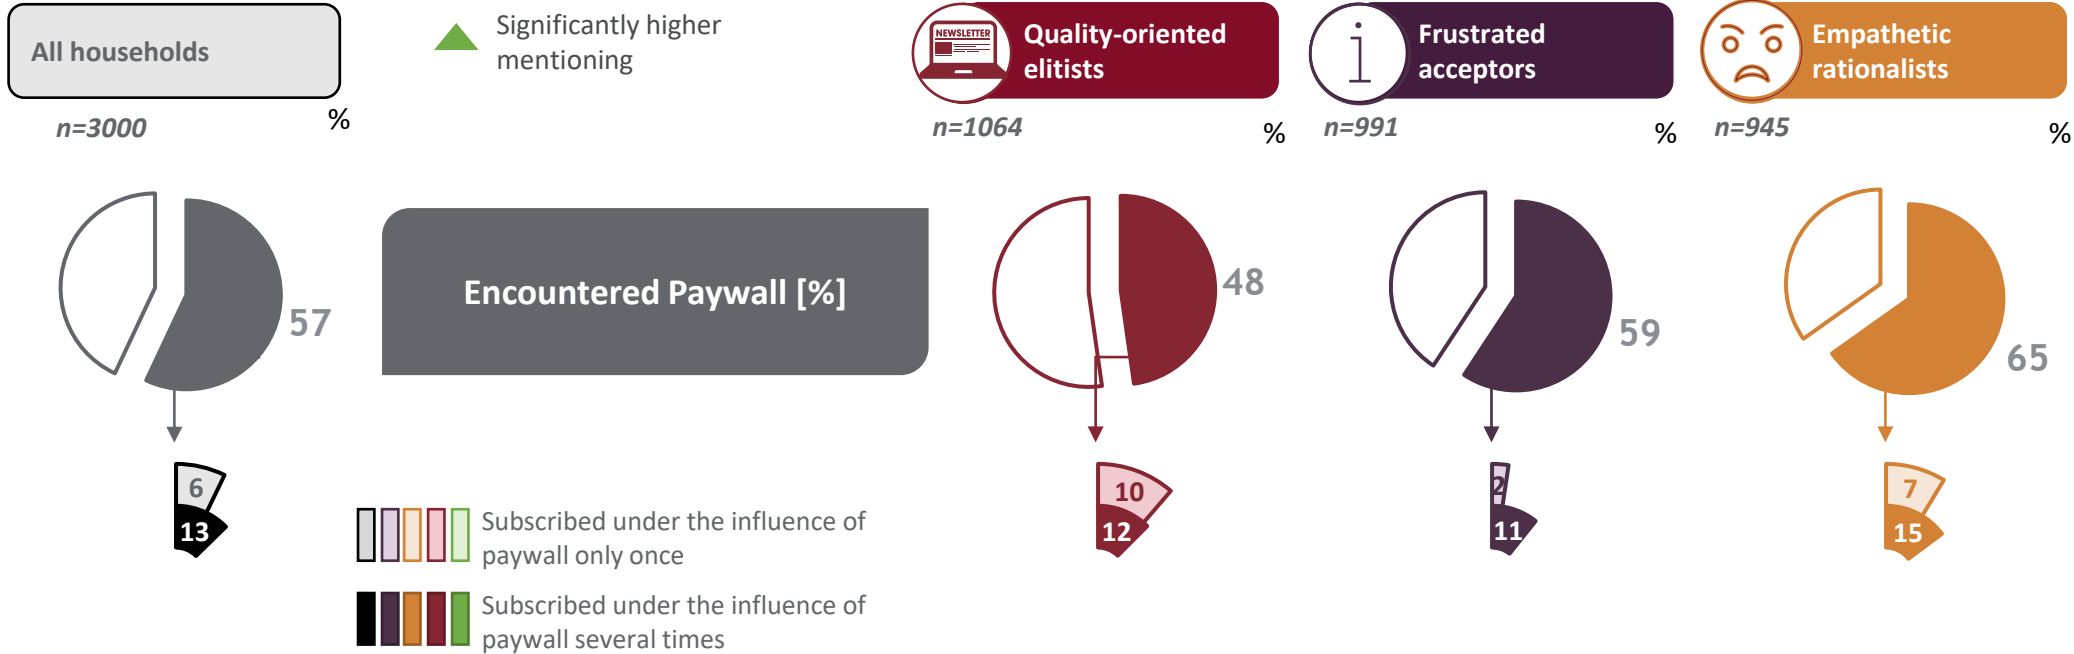 All households
n=3000
%
Significantly higher
mentioning
NEWSLETTER
Quality-oriented
elitists
n=1064
%
i
Frustrated
acceptors
n=991
%
Empathetic
rationalists
n=945
%
57
Encountered Paywall [%]
48
59
65
6
13
10
12
2
11
7
15
Subscribed under the influence of
paywall only once
Subscribed under the influence of
paywall several times